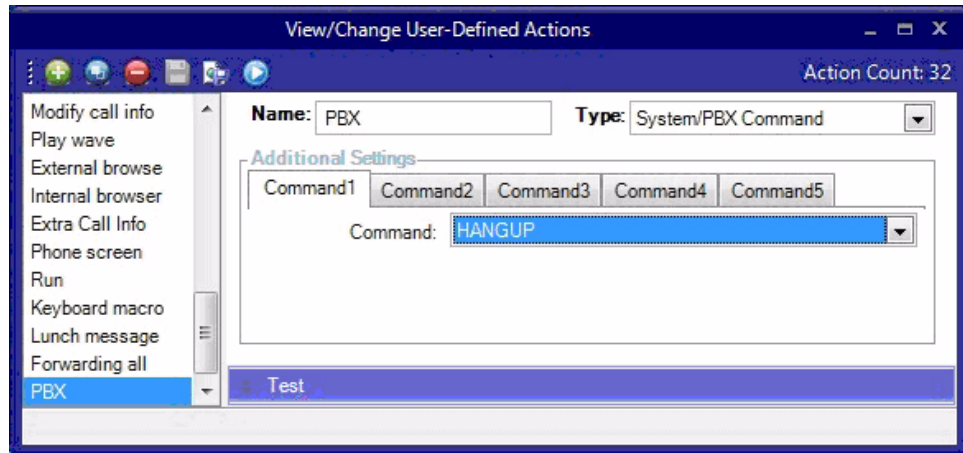 View/Change User-Defined Actions
Action Count: 32
Modify call info
Play wave
External browse
Internal browser
Extra Call Info
Phone screen
Run
Keyboard macro
Lunch message
Forwarding all
PBX
Name: PBX Type: System/PBX Command
Additional Settings
Command1 Command2 Command3 Command4 Command5
Command: HANGUP
Test